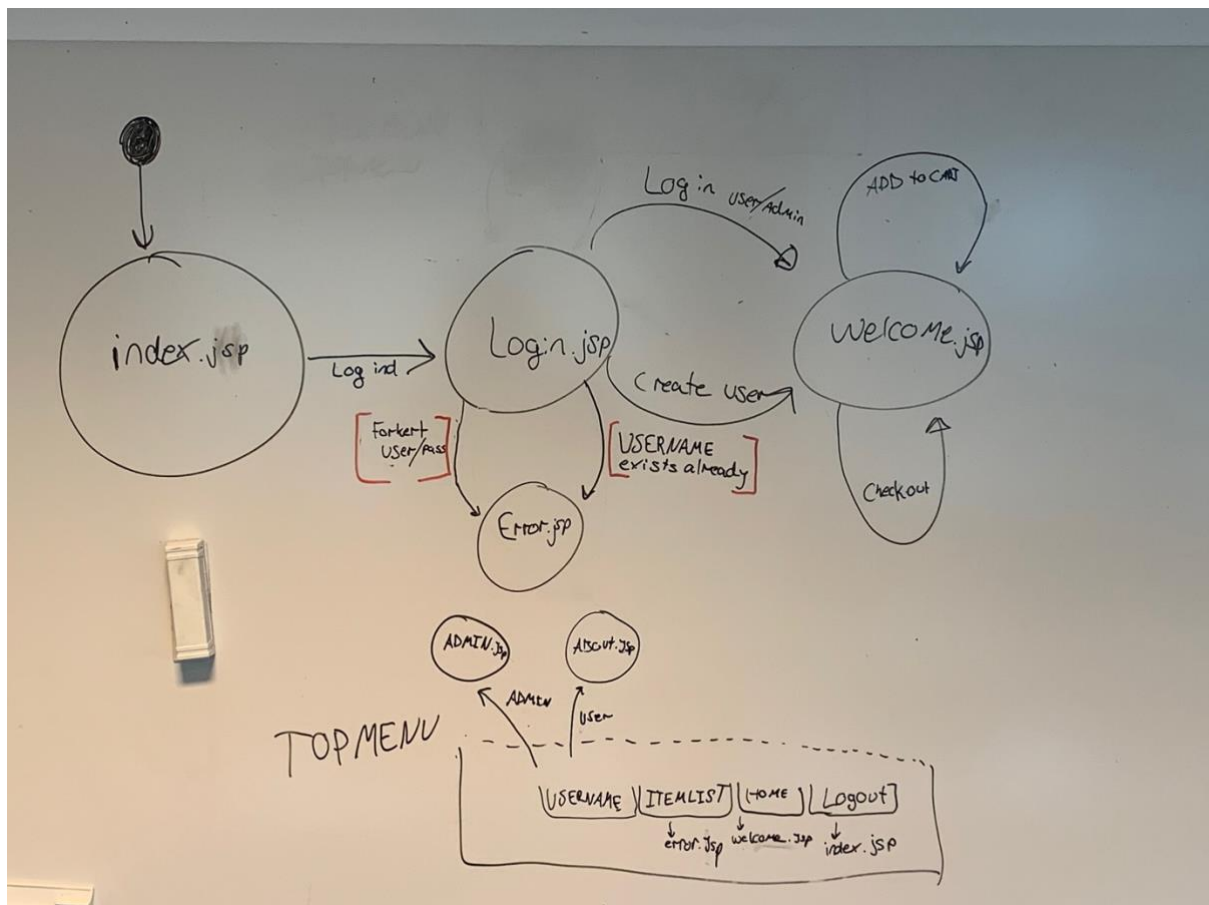 Log in user/Admin
ADD to CART
index.jsp
Log ind
Login.jsp
Welcome.jsp
Create user
[Forkert
user/pass]
[USERNAME
exists already]
Checkout
Error.jsp
ADMIN.jsp
About.jsp
ADMIN
user
TOPMENU
USERNAME ITEMLIST HOME Logout
error.jsp welcome.jsp index.jsp